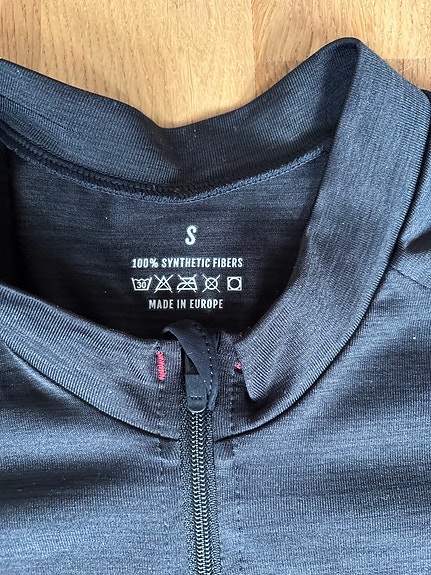 S
100% SYNTHETIC FIBERS
30
MADE IN EUROPE